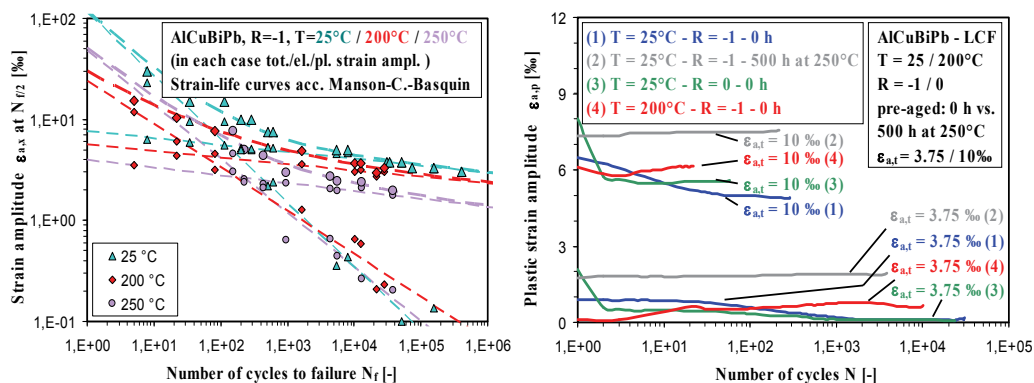 AlCuBiPb, R=-1, T=25°C / 200°C / 250°C
(in each case tot./el./pl. strain ampl. )
Strain-life curves acc. Manson-C.-Basquin
Strain amplitude εa,x at Nf/2 [‰]
1,E+02
1,E+01
1,E+00
1,E-01
25 °C
200 °C
250 °C
1,E+00 1,E+01 1,E+02 1,E+03 1,E+04 1,E+05 1,E+06
Number of cycles to failure Nf [-]
Plastic strain amplitude εa,p [‰]
12
9
6
3
0
(1) T = 25°C - R = -1 - 0 h
(2) T = 25°C - R = -1 - 500 h at 250°C
(3) T = 25°C - R = 0 - 0 h
(4) T = 200°C - R = -1 - 0 h
AlCuBiPb - LCF
T = 25 / 200°C
R = -1 / 0
pre-aged: 0 h vs.
500 h at 250°C
εa,t = 3.75 / 10‰
εa,t = 10 ‰ (2)
εa,t = 10 ‰ (4)
εa,t = 10 ‰ (3)
εa,t = 10 ‰ (1)
εa,t = 3.75 ‰ (2)
εa,t = 3.75 ‰ (1)
εa,t = 3.75 ‰ (4)
εa,t = 3.75 ‰ (3)
1,E+00 1,E+01 1,E+02 1,E+03 1,E+04 1,E+05
Number of cycles N [-]